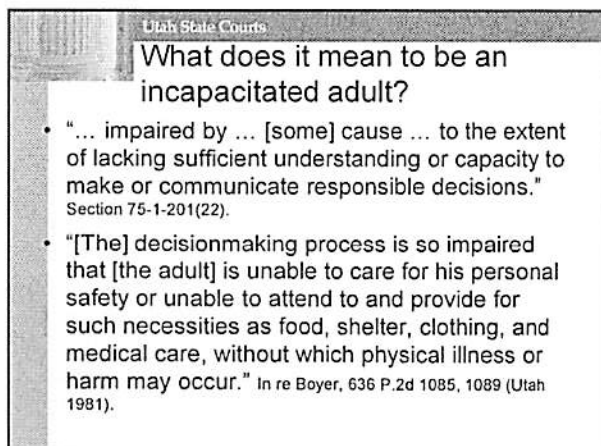 Utah State Courts
What does it mean to be an
incapacitated adult?
• “… impaired by … [some] cause … to the extent
of lacking sufficient understanding or capacity to
make or communicate responsible decisions.”
Section 75-1-201(22).
• “[The] decisionmaking process is so impaired
that [the adult] is unable to care for his personal
safety or unable to attend to and provide for
such necessities as food, shelter, clothing, and
medical care, without which physical illness or
harm may occur.” In re Boyer, 636 P.2d 1085, 1089 (Utah
1981).